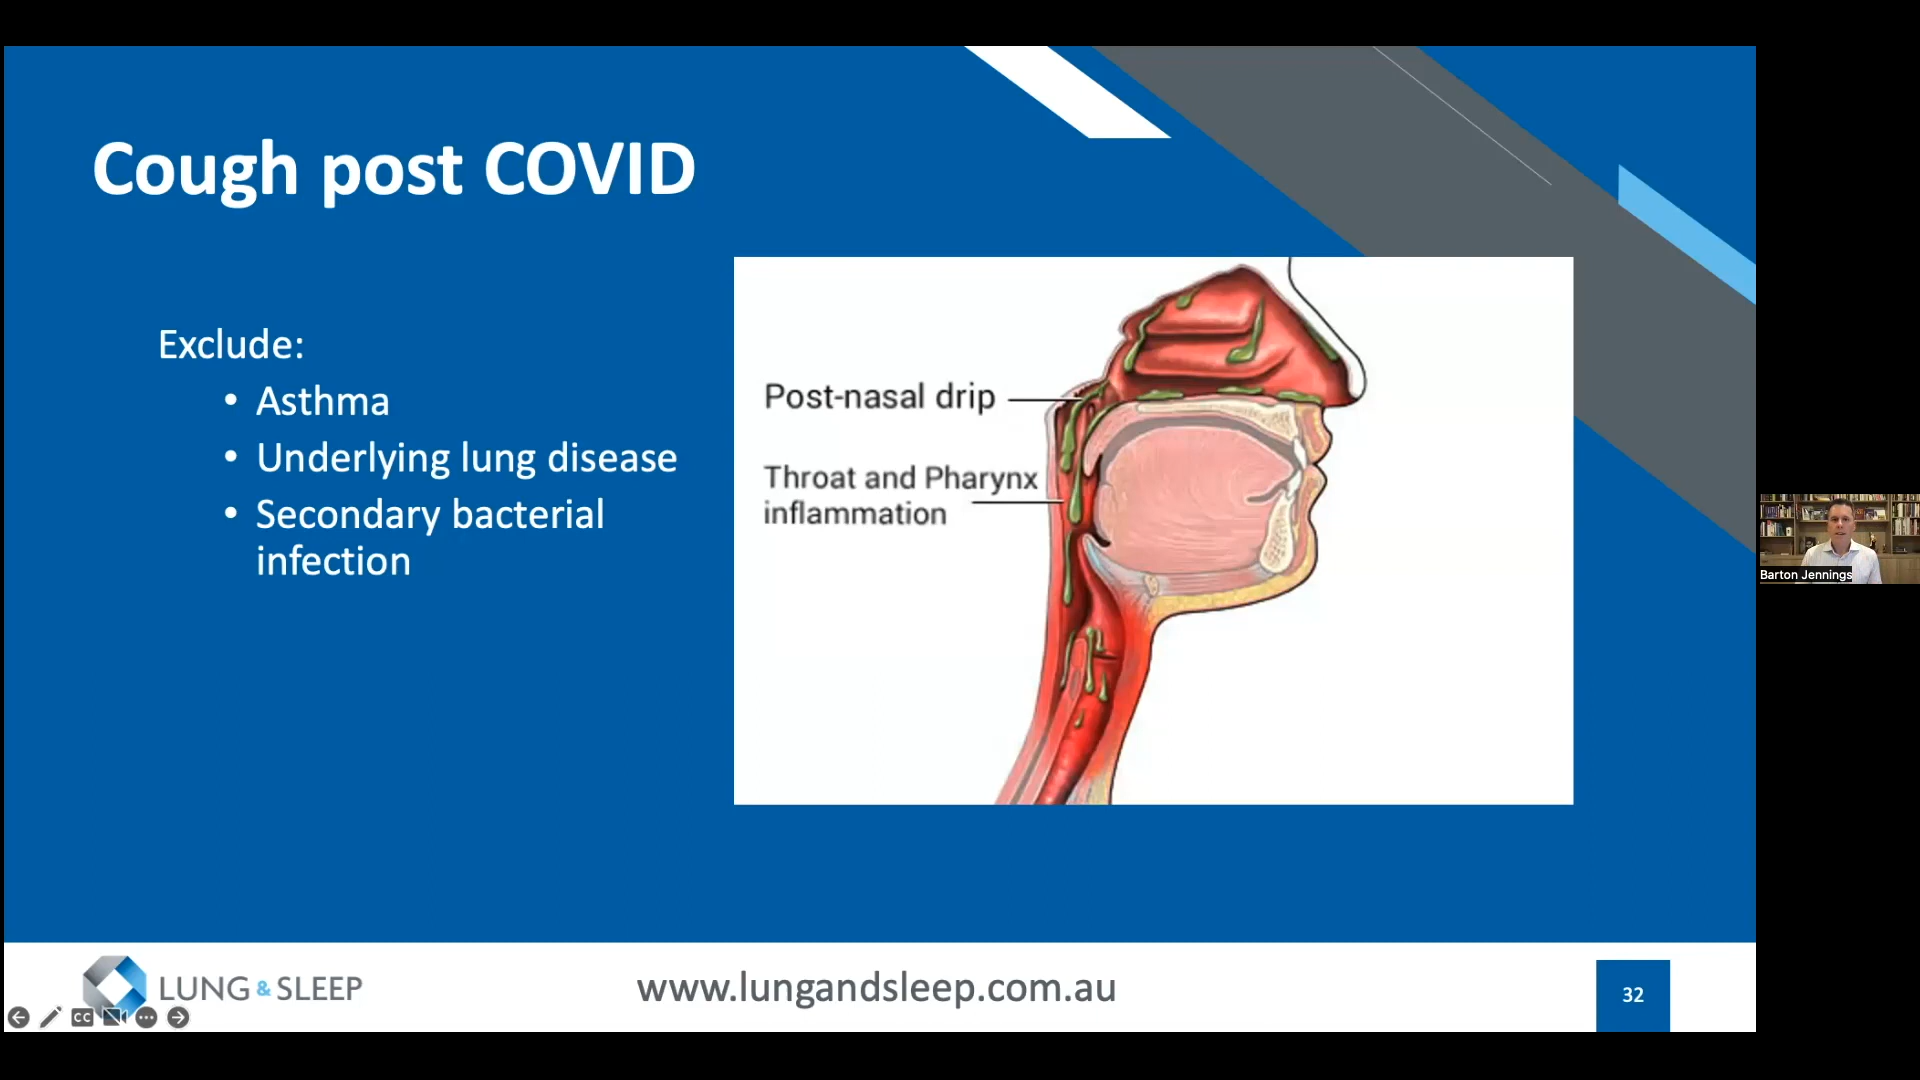 Cough post COVID
Exclude:
• Asthma
• Underlying lung disease
• Secondary bacterial
infection
Post-nasal drip
Throat and Pharynx
inflammation
Barton Jennings
LUNG & SLEEP
www.lungandsleep.com.au
32
CC